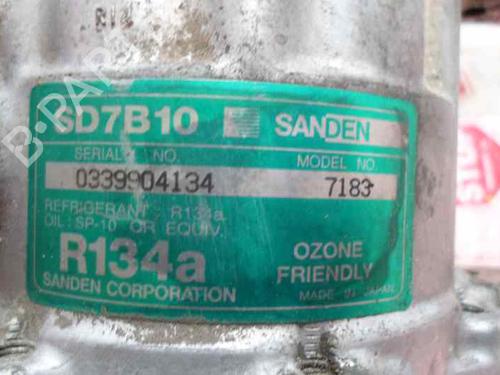 SD7B10 SANDEN
SERIAL NO. MODEL NO.
0339904134 7183
REFRIGERANT : R134a
OIL : SP-10 OR EQUIV.
R134a OZONE
FRIENDLY
SANDEN CORPORATION MADE IN JAPAN
B-PARTS